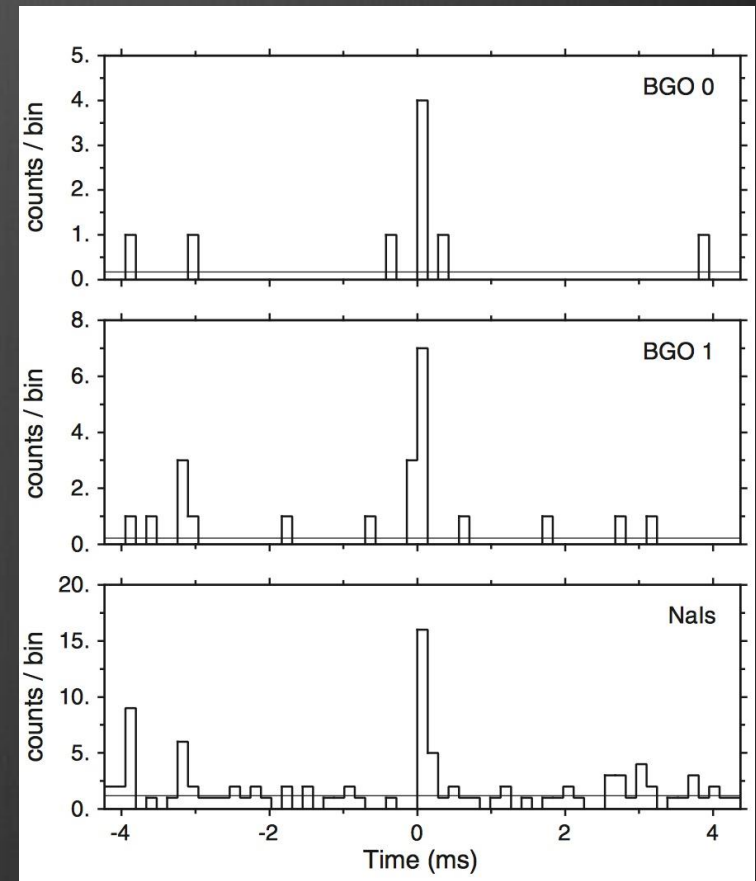 5.
BGO 0
4.
3.
2.
1.
0.
counts / bin
8.
BGO 1
6.
4.
2.
0.
counts / bin
20.
NaIs
15.
10.
5.
0.
counts / bin
-4 -2 0 2 4
Time (ms)